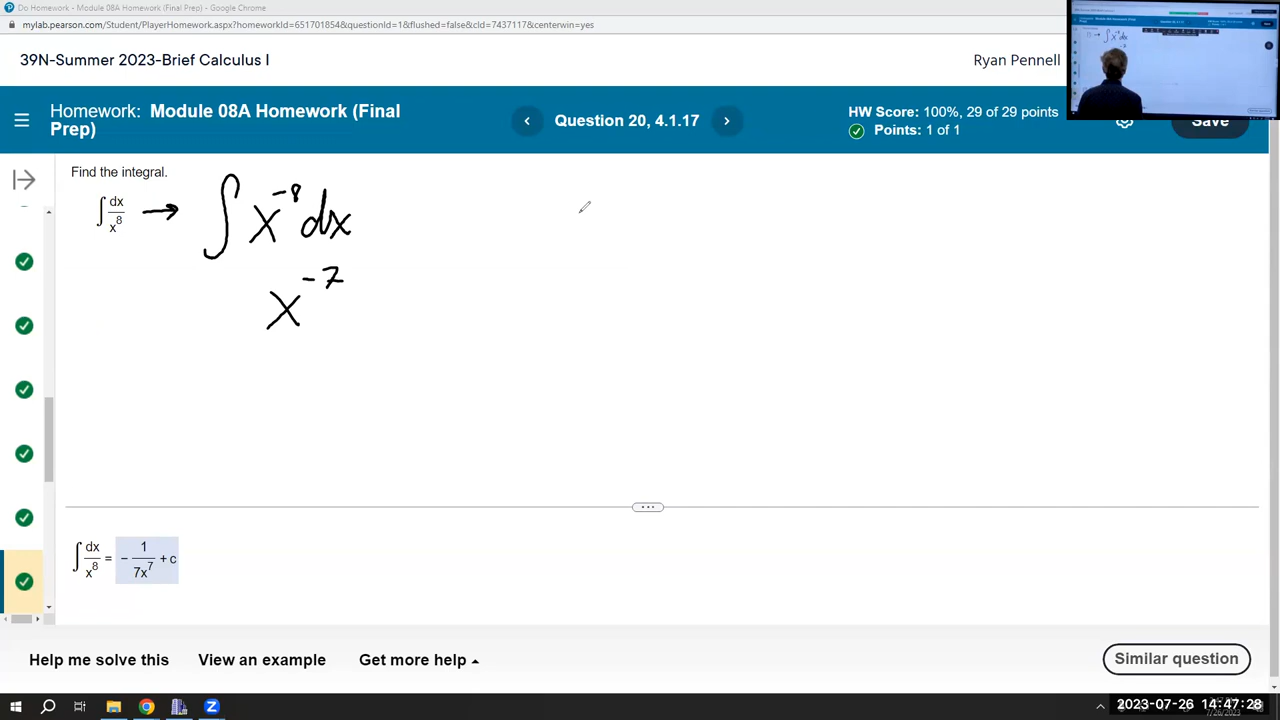 Do Homework - Module 08A Homework (Final Prep) - Google Chrome
mylab.pearson.com/Student/PlayerHomework.aspx?homeworkId=651701854&questionId=1&flushed=false&cId=7437117&centerwin=yes
39N-Summer 2023-Brief Calculus I
Ryan Pennell
Homework: Module 08A Homework (Final Prep)
Question 20, 4.1.17
HW Score: 100%, 29 of 29 points
Points: 1 of 1
Save
Find the integral.
∫ dx/x^8 → ∫ x^-8 dx
x^-7
∫ dx/x^8 = - 1/7x^7 + c
Help me solve this
View an example
Get more help
Similar question
2023-07-26 14:47:28